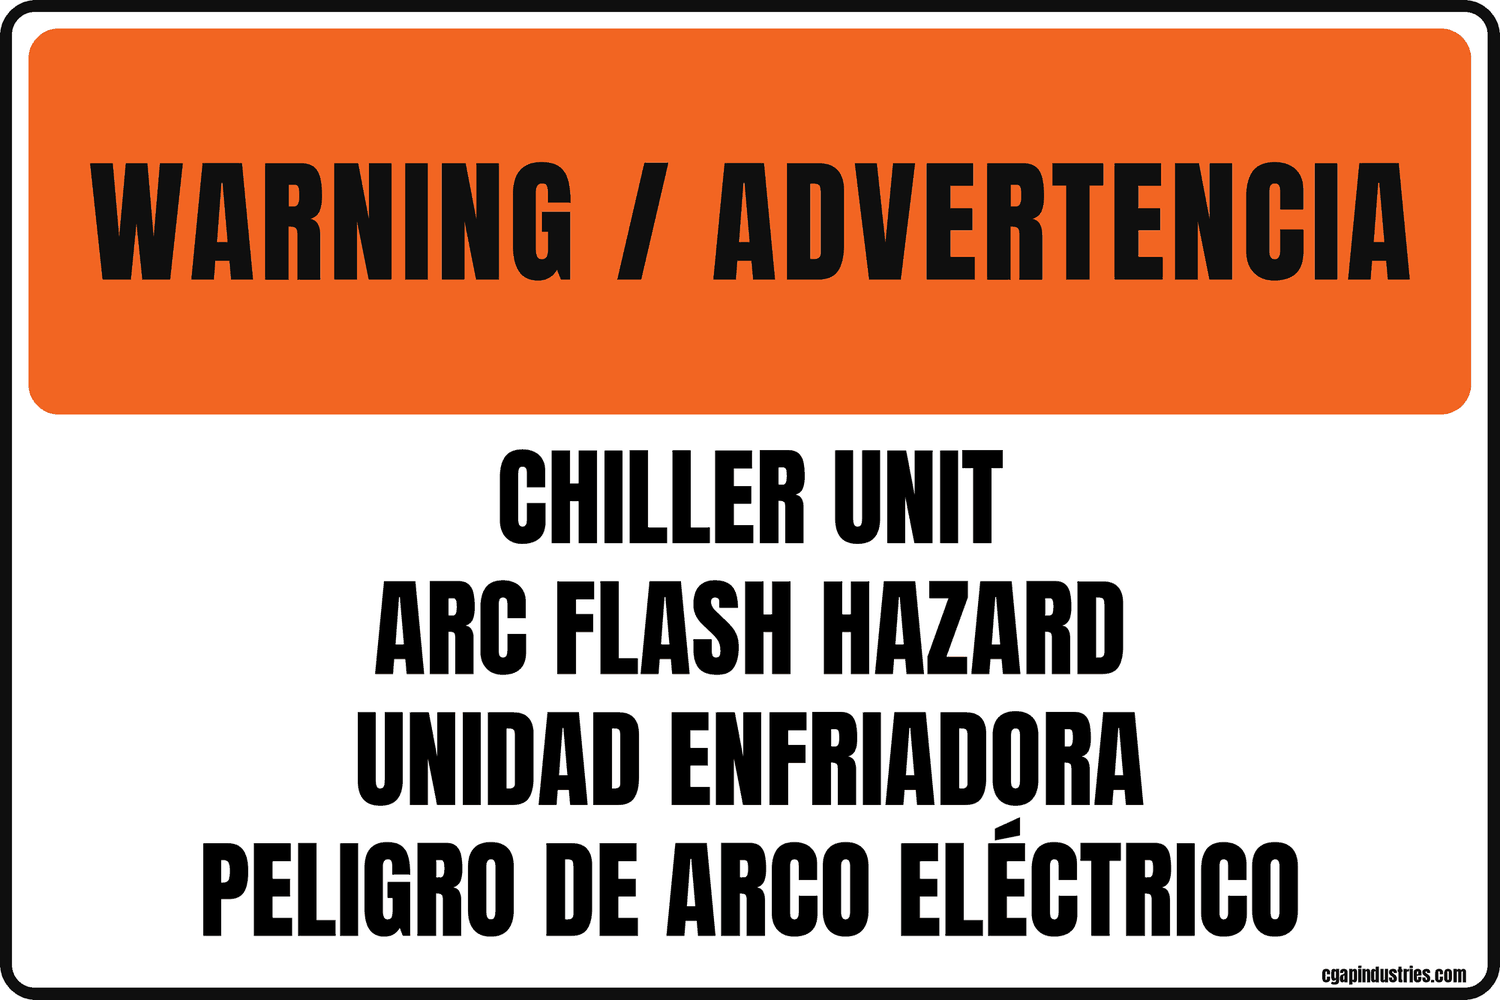 WARNING / ADVERTENCIA
CHILLER UNIT
ARC FLASH HAZARD
UNIDAD ENFRIADORA
PELIGRO DE ARCO ELÉCTRICO
cgapindustries.com